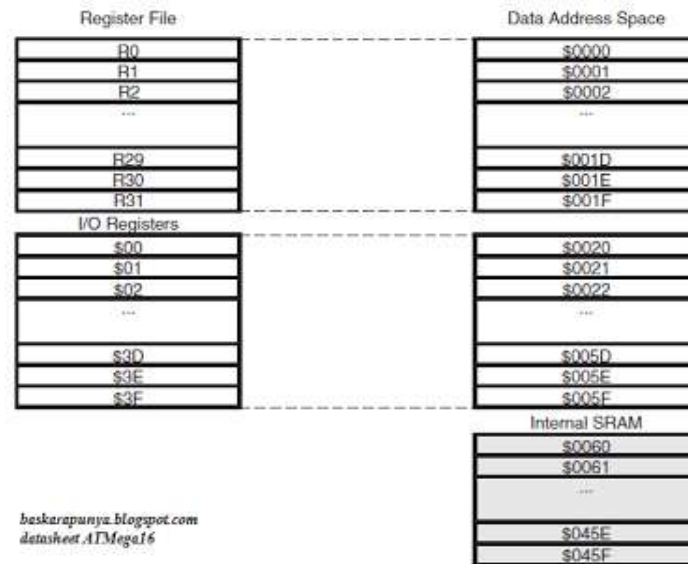 Register File
Data Address Space
R0
$0000
R1
$0001
R2
$0002
...
...
R29
$001D
R30
$001E
R31
$001F
I/O Registers
$00
$0020
$01
$0021
$02
$0022
...
...
$3D
$005D
$3E
$005E
$3F
$005F
Internal SRAM
$0060
$0061
...
$045E
$045F
baskarapunya.blogspot.com
datasheet ATMega16